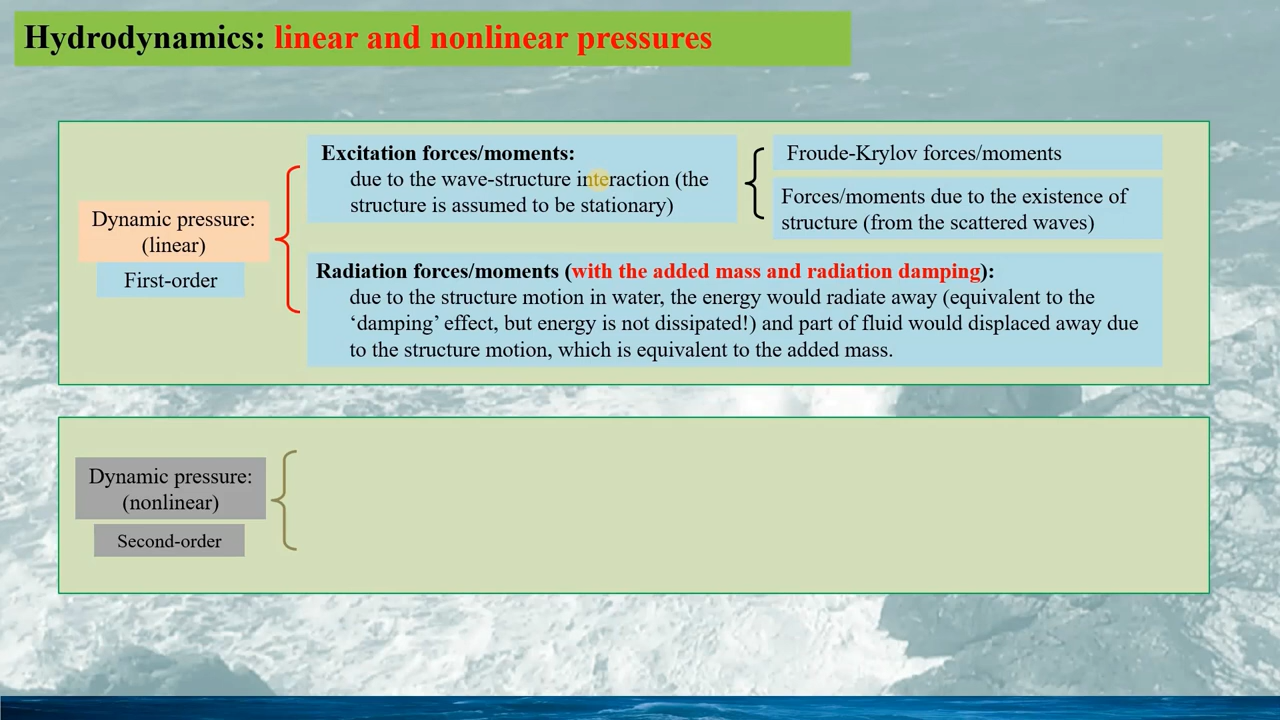 Hydrodynamics: linear and nonlinear pressures
Dynamic pressure:
(linear)
First-order
Excitation forces/moments:
due to the wave-structure interaction (the
structure is assumed to be stationary)
Froude-Krylov forces/moments
Forces/moments due to the existence of
structure (from the scattered waves)
Radiation forces/moments (with the added mass and radiation damping):
due to the structure motion in water, the energy would radiate away (equivalent to the
‘damping’ effect, but energy is not dissipated!) and part of fluid would displaced away due
to the structure motion, which is equivalent to the added mass.
Dynamic pressure:
(nonlinear)
Second-order